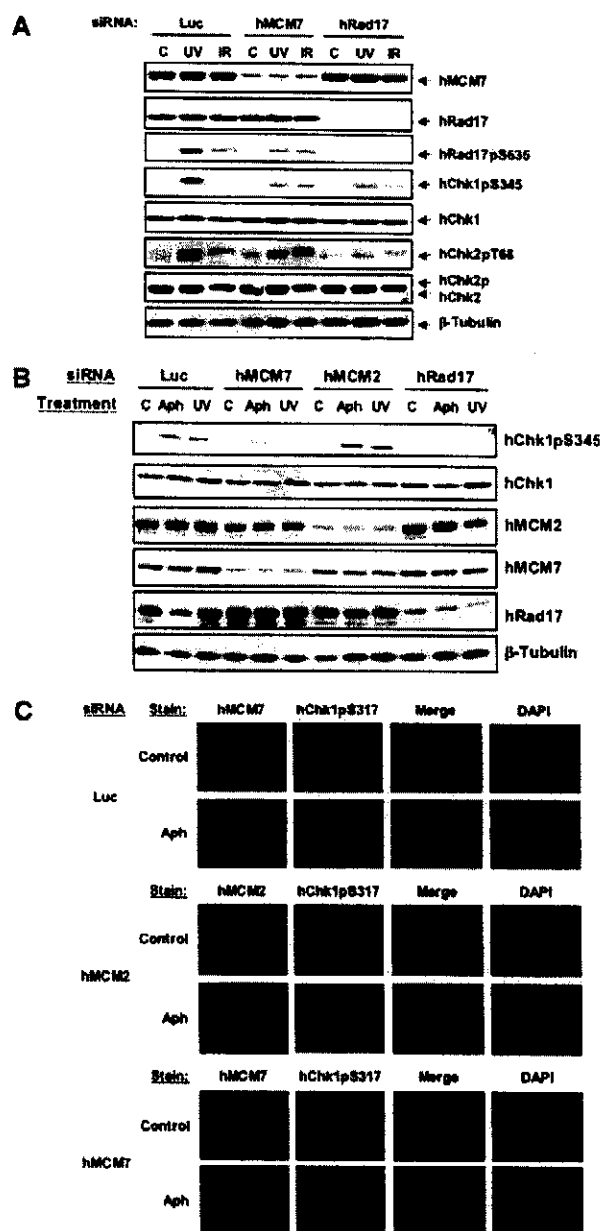 A
siRNA: Luc hMCM7 hRad17
C UV IR C UV IR C UV IR
hMCM7
hRad17
hRad17pS635
hChk1pS345
hChk1
hChk2pT68
hChk2p
hChk2
β-Tubulin
B
siRNA Luc hMCM7 hMCM2 hRad17
Treatment C Aph UV C Aph UV C Aph UV C Aph UV
hChk1pS345
hChk1
hMCM2
hMCM7
hRad17
β-Tubulin
C
siRNA Stain: hMCM7 hChk1pS317 Merge DAPI
Control
Luc
Aph
Stain: hMCM2 hChk1pS317 Merge DAPI
Control
hMCM2
Aph
Stain: hMCM7 hChk1pS317 Merge DAPI
Control
hMCM7
Aph